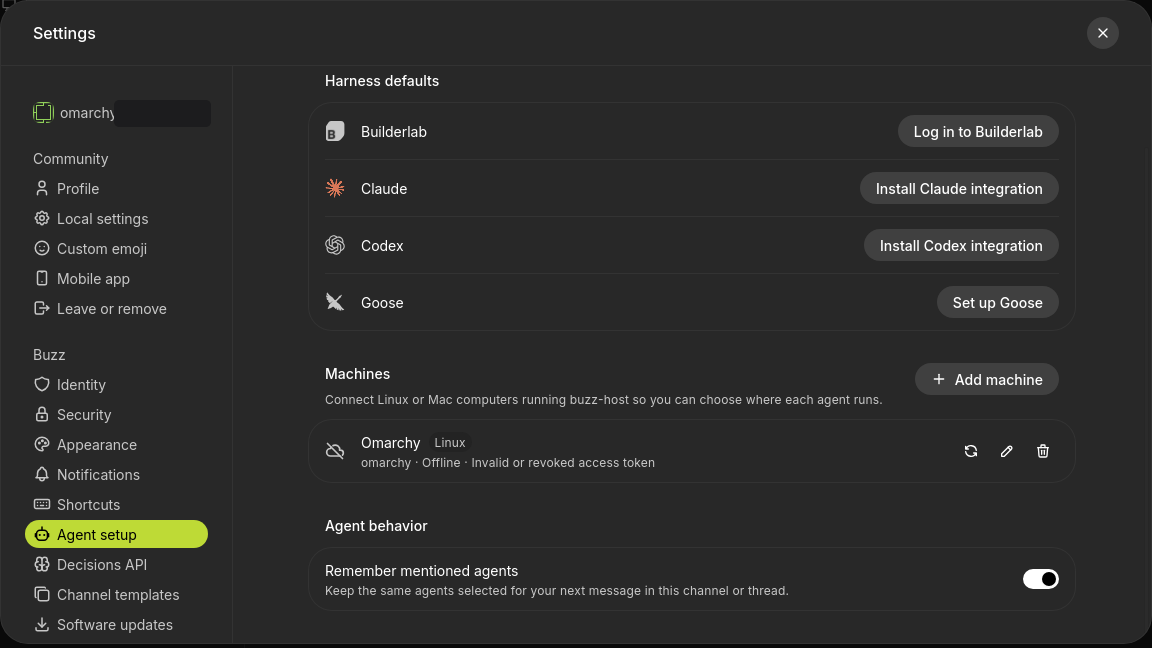 Settings
omarchy
Community
Profile
Local settings
Custom emoji
Mobile app
Leave or remove
Buzz
Identity
Security
Appearance
Notifications
Shortcuts
Agent setup
Decisions API
Channel templates
Software updates
Harness defaults
B
Builderlab
Log in to Builderlab
Claude
Install Claude integration
Codex
Install Codex integration
Goose
Set up Goose
Machines
Add machine
Connect Linux or Mac computers running buzz-host so you can choose where each agent runs.
Omarchy Linux
omarchy · Offline · Invalid or revoked access token
Agent behavior
Remember mentioned agents
Keep the same agents selected for your next message in this channel or thread.